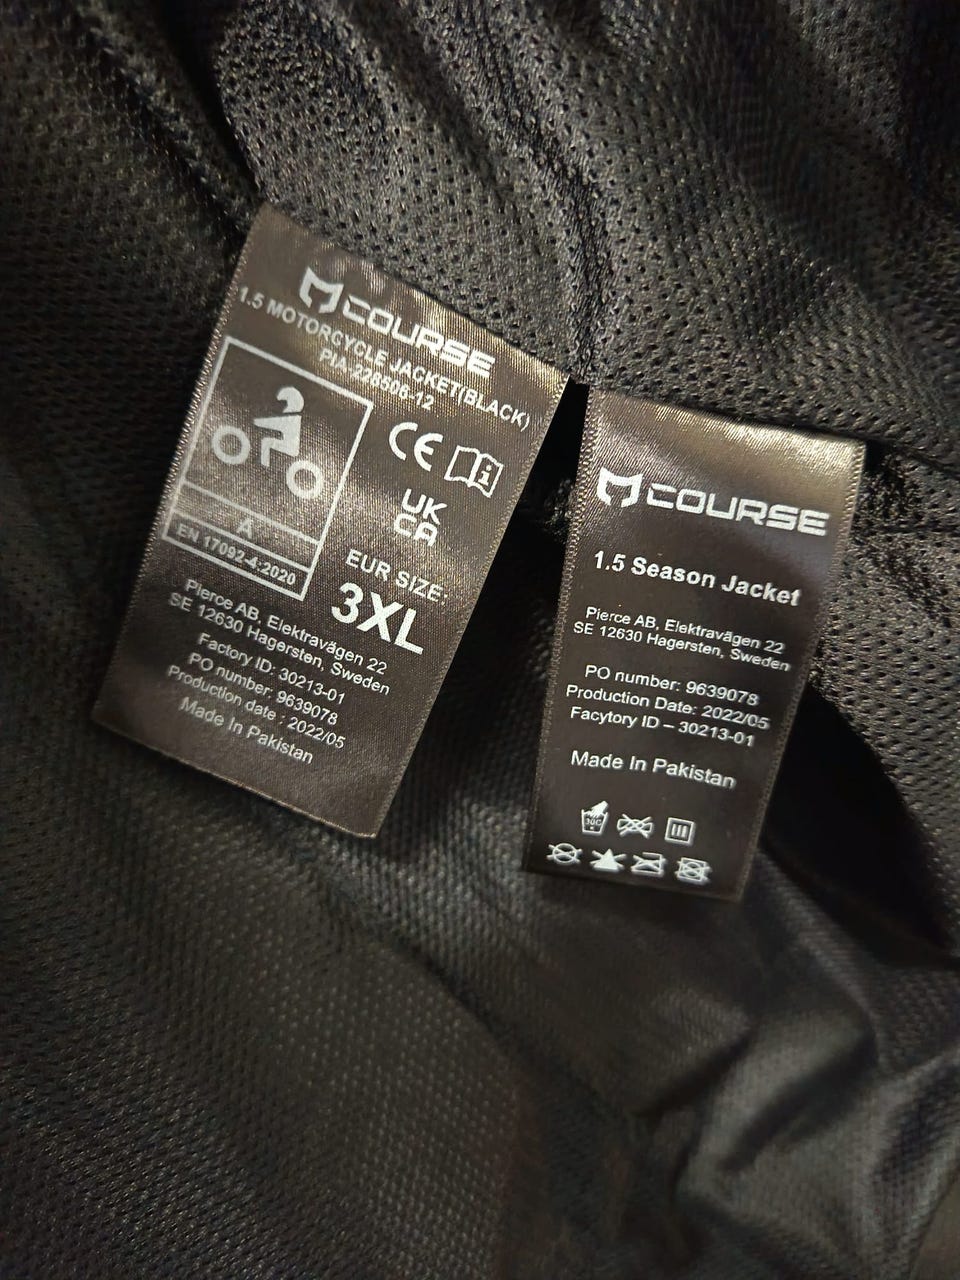 COURSE
1.5 MOTORCYCLE JACKET(BLACK)
PIA-228506-12
CE
UK
CA
A
EN 17092-4:2020
EUR SIZE:
3XL
Pierce AB, Elektravägen 22
SE 12630 Hagersten, Sweden
Factory ID: 30213-01
PO number: 9639078
Production date : 2022/05
Made In Pakistan
COURSE
1.5 Season Jacket
Pierce AB, Elektravägen 22
SE 12630 Hagersten, Sweden
PO number: 9639078
Production Date: 2022/05
Facytory ID – 30213-01
Made In Pakistan
30C